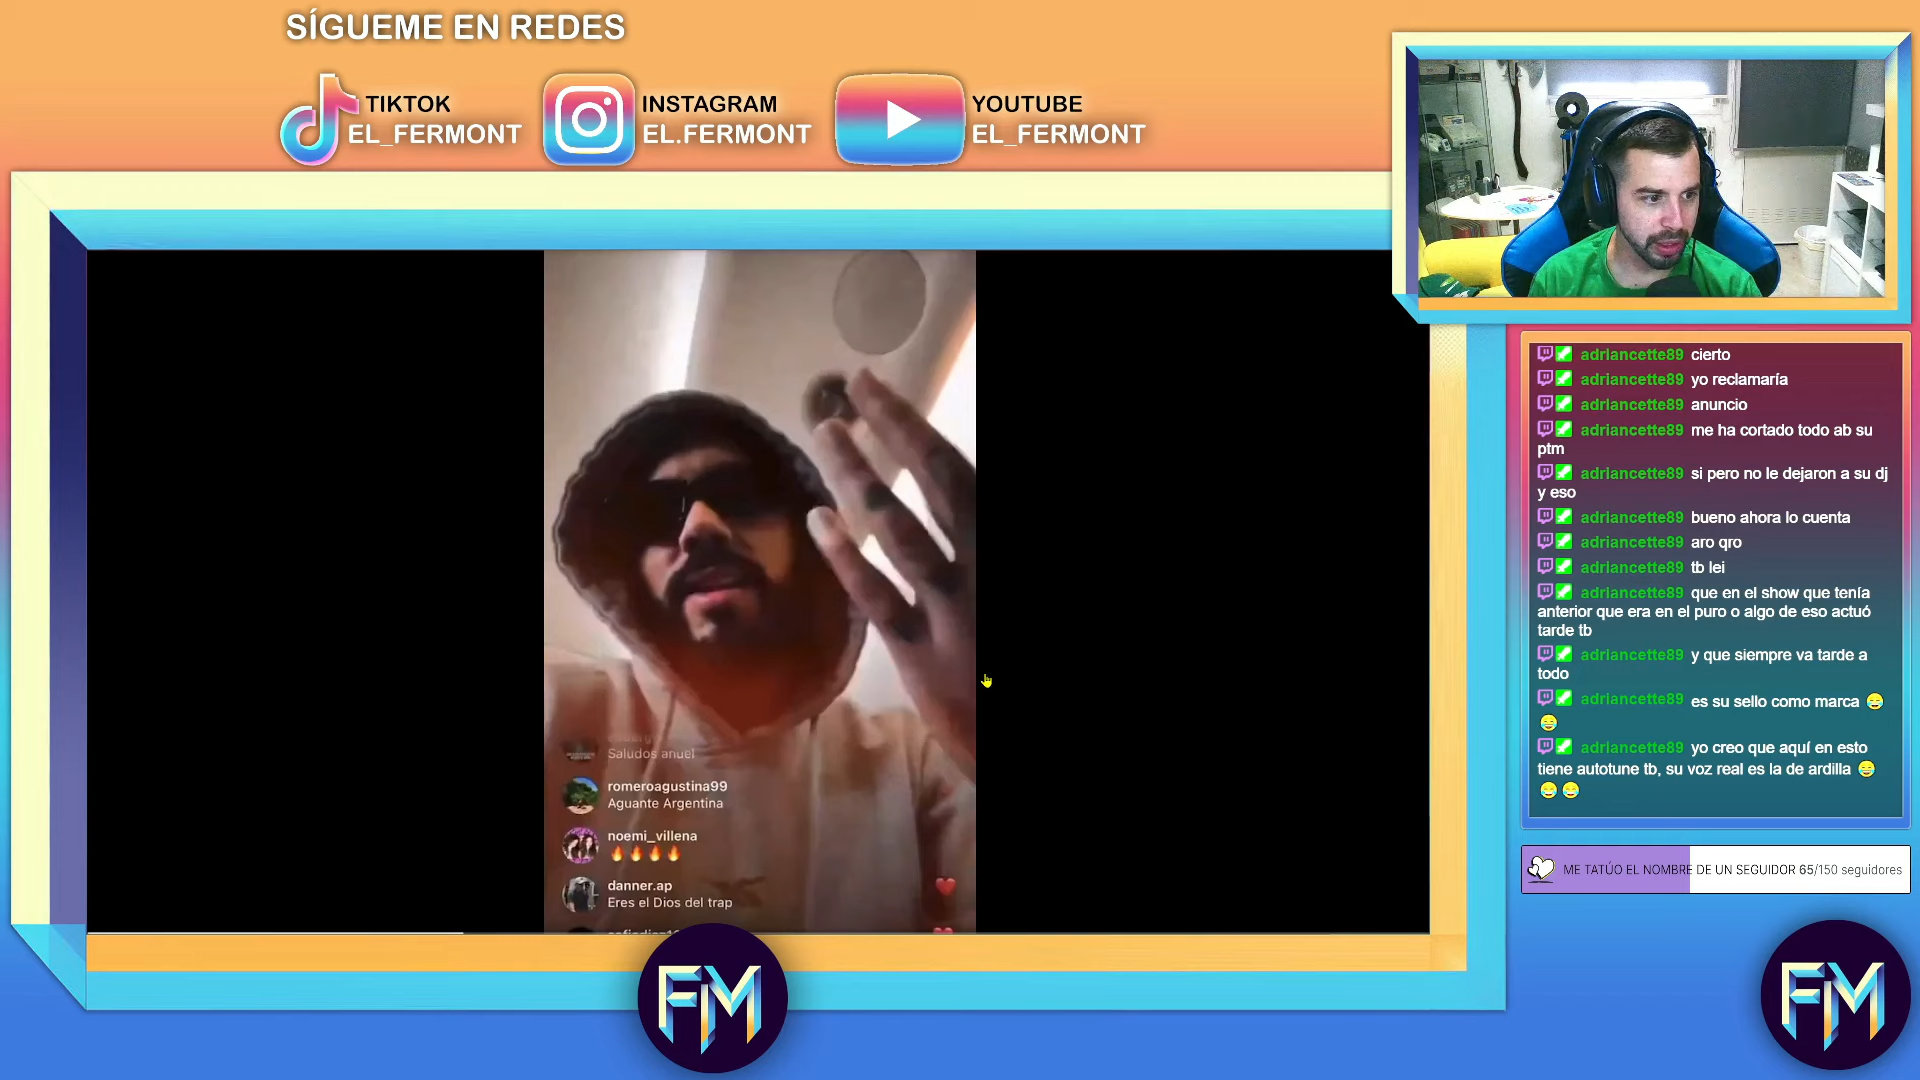 SÍGUEME EN REDES
TIKTOK
EL_FERMONT
INSTAGRAM
EL.FERMONT
YOUTUBE
EL_FERMONT
Saludos anuel
romeroagustina99
Aguante Argentina
noemi_villena
🔥🔥🔥🔥
danner.ap
Eres el Dios del trap
adriancette89 cierto
adriancette89 yo reclamaría
adriancette89 anuncio
adriancette89 me ha cortado todo ab su
ptm
adriancette89 si pero no le dejaron a su dj
y eso
adriancette89 bueno ahora lo cuenta
adriancette89 aro qro
adriancette89 tb lei
adriancette89 que en el show que tenía
anterior que era en el puro o algo de eso actuó
tarde tb
adriancette89 y que siempre va tarde a
todo
adriancette89 es su sello como marca 😂
😂
adriancette89 yo creo que aquí en esto
tiene autotune tb, su voz real es la de ardilla 😂
😂😂
ME TATÚO EL NOMBRE DE UN SEGUIDOR 65/150 seguidores
FM
FM